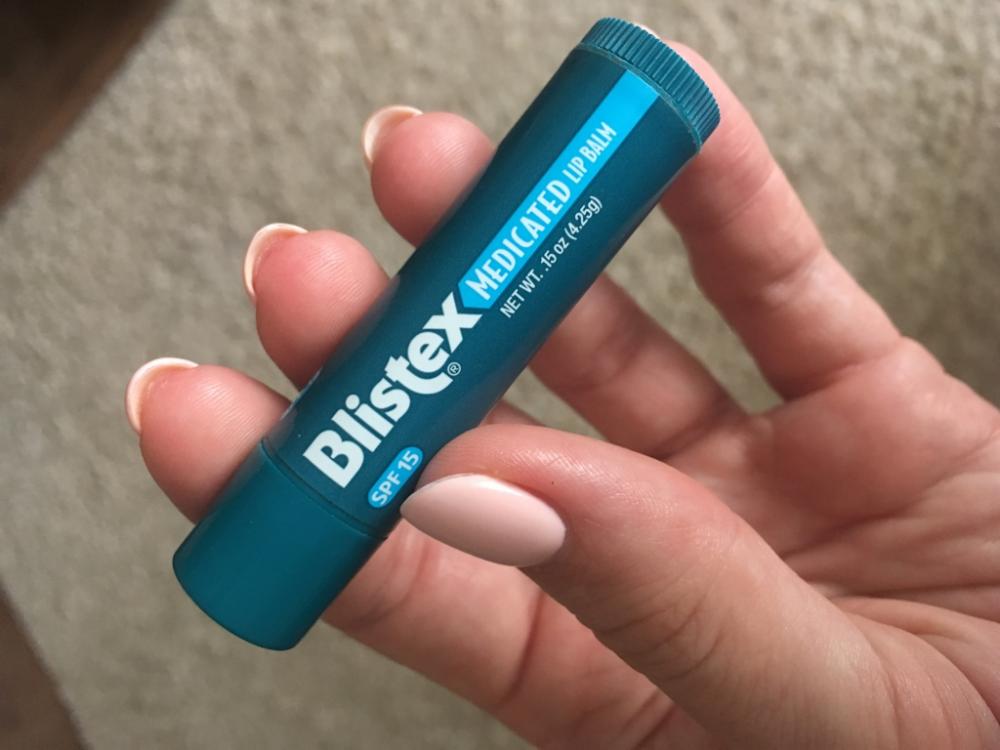 Blistex®
MEDICATED LIP BALM
NET WT. .15 oz (4.25g)
SPF 15